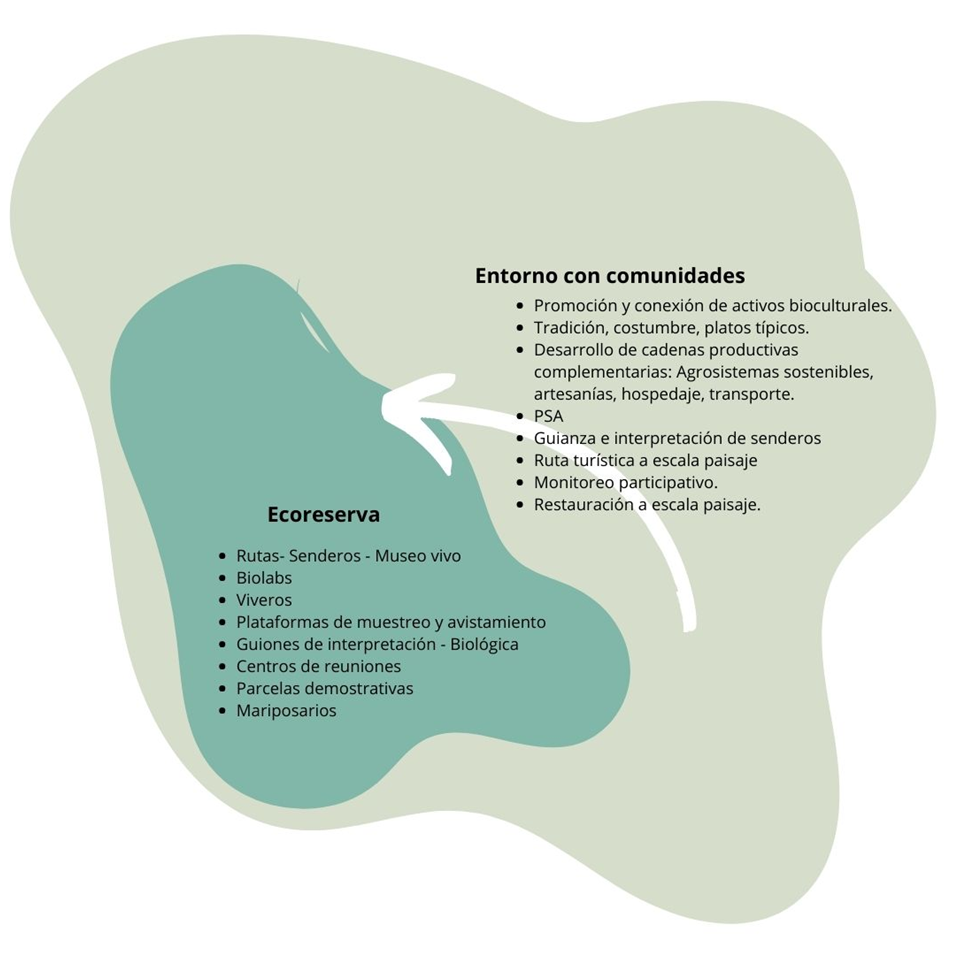 Entorno con comunidades
• Promoción y conexión de activos bioculturales.
• Tradición, costumbre, platos típicos.
• Desarrollo de cadenas productivas
complementarias: Agrosistemas sostenibles,
artesanías, hospedaje, transporte.
• PSA
• Guianza e interpretación de senderos
• Ruta turística a escala paisaje
• Monitoreo participativo.
• Restauración a escala paisaje.
Ecoreserva
• Rutas- Senderos - Museo vivo
• Biolabs
• Viveros
• Plataformas de muestreo y avistamiento
• Guiones de interpretación - Biológica
• Centros de reuniones
• Parcelas demostrativas
• Mariposarios